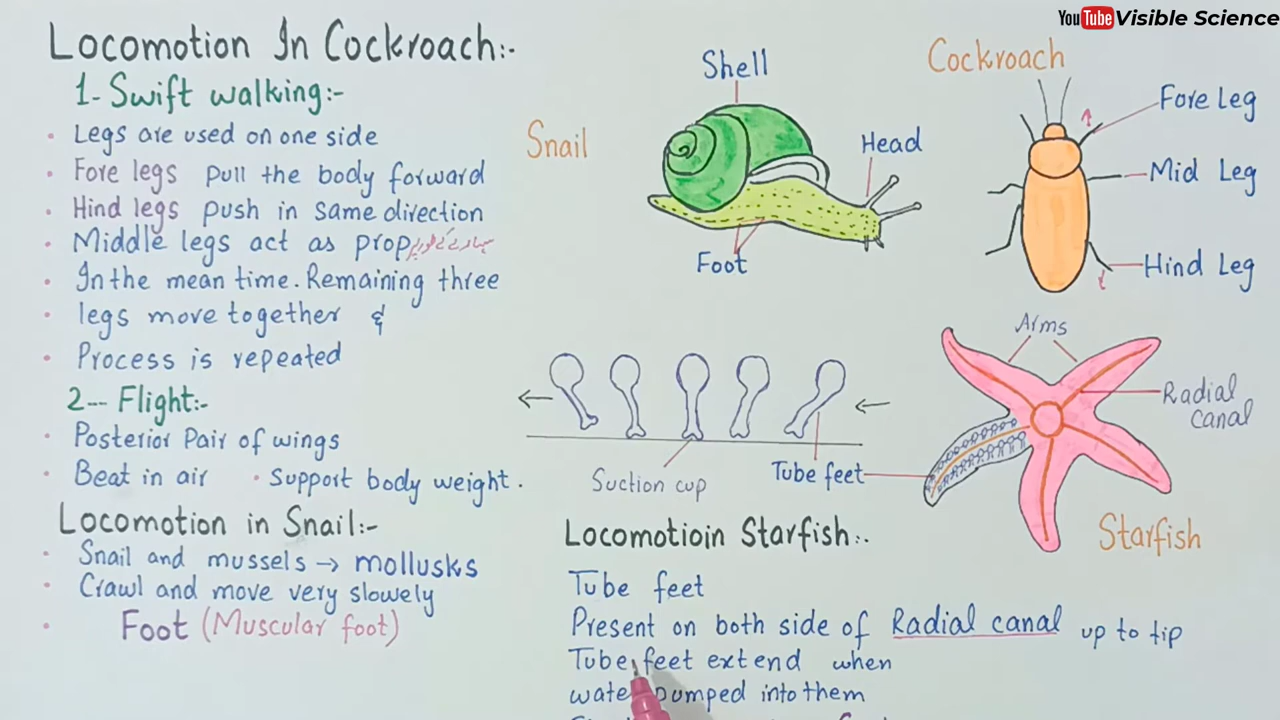 YouTube Visible Science
Locomotion In Cockroach:-
1- Swift walking:-
• Legs are used on one side
• Fore legs pull the body forward
• Hind legs push in same direction
• Middle legs act as prop
• In the mean time. Remaining three
• legs move together &
• Process is repeated
2-- Flight:-
• Posterior Pair of wings
• Beat in air • Support body weight.
Locomotion in Snail:-
• Snail and mussels → mollusks
• Crawl and move very slowely
• Foot (Muscular foot)
Snail
Shell
Head
Foot
Cockroach
Fore Leg
Mid Leg
Hind Leg
Arms
Radial
canal
Suction cup
Tube feet
Starfish
Locomotioin Starfish:-
Tube feet
Present on both side of Radial canal up to tip
Tube feet extend when
pumped into them